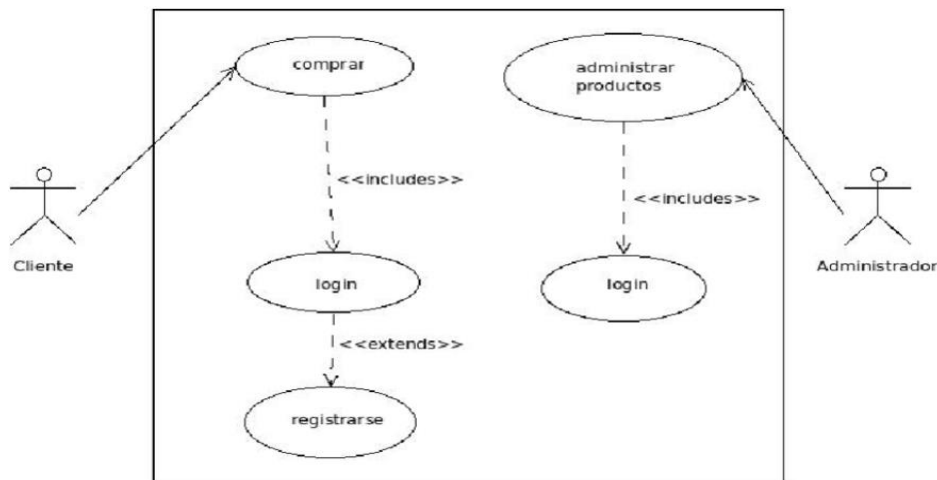 comprar
administrar
productos
<<includes>>
<<includes>>
Cliente
Administrador
login
login
<<extends>>
registrarse